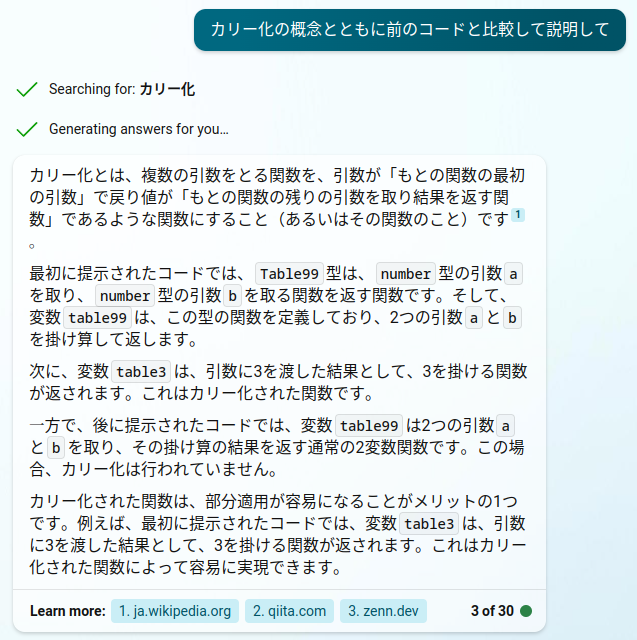 カリー化の概念とともに前のコードと比較して説明して
Searching for: カリー化
Generating answers for you…
カリー化とは、複数の引数をとる関数を、引数が「もとの関数の最初
の引数」で戻り値が「もとの関数の残りの引数を取り結果を返す関
数」であるような関数にすること（あるいはその関数のこと）です 1
。
最初に提示されたコードでは、 Table99 型は、 number 型の引数 a
を取り、 number 型の引数 b を取る関数を返す関数です。そして、
変数 table99 は、この型の関数を定義しており、2つの引数 a と b
を掛け算して返します。
次に、変数 table3 は、引数に3を渡した結果として、3を掛ける関数
が返されます。これはカリー化された関数です。
一方で、後に提示されたコードでは、変数 table99 は2つの引数 a
と b を取り、その掛け算の結果を返す通常の2変数関数です。この場
合、カリー化は行われていません。
カリー化された関数は、部分適用が容易になることがメリットの1つ
です。例えば、最初に提示されたコードでは、変数 table3 は、引数
に3を渡した結果として、3を掛ける関数が返されます。これはカリー
化された関数によって容易に実現できます。
Learn more: 1. ja.wikipedia.org 2. qiita.com 3. zenn.dev 3 of 30